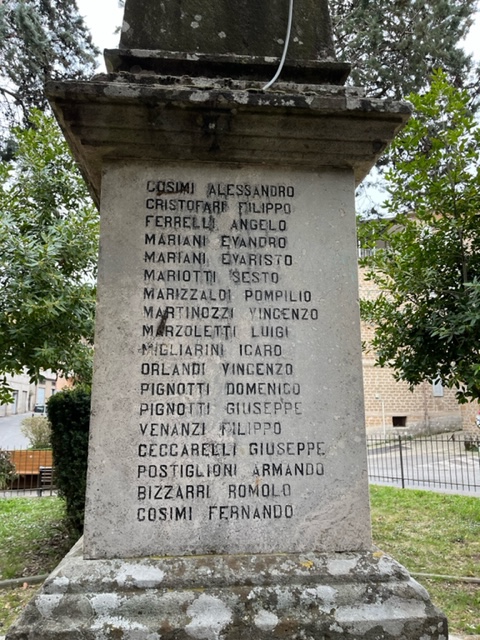 COSIMI ALESSANDRO
CRISTOFARI FILIPPO
FERRELLI ANGELO
MARIANI EVANDRO
MARIANI EVARISTO
MARIOTTI SESTO
MARIZZALDI POMPILIO
MARTINOZZI VINCENZO
MARZOLETTI LUIGI
MIGLIARINI ICARO
ORLANDI VINCENZO
PIGNOTTI DOMENICO
PIGNOTTI GIUSEPPE
VENANZI FILIPPO
CECCARELLI GIUSEPPE
POSTIGLIONI ARMANDO
BIZZARRI ROMOLO
COSIMI FERNANDO